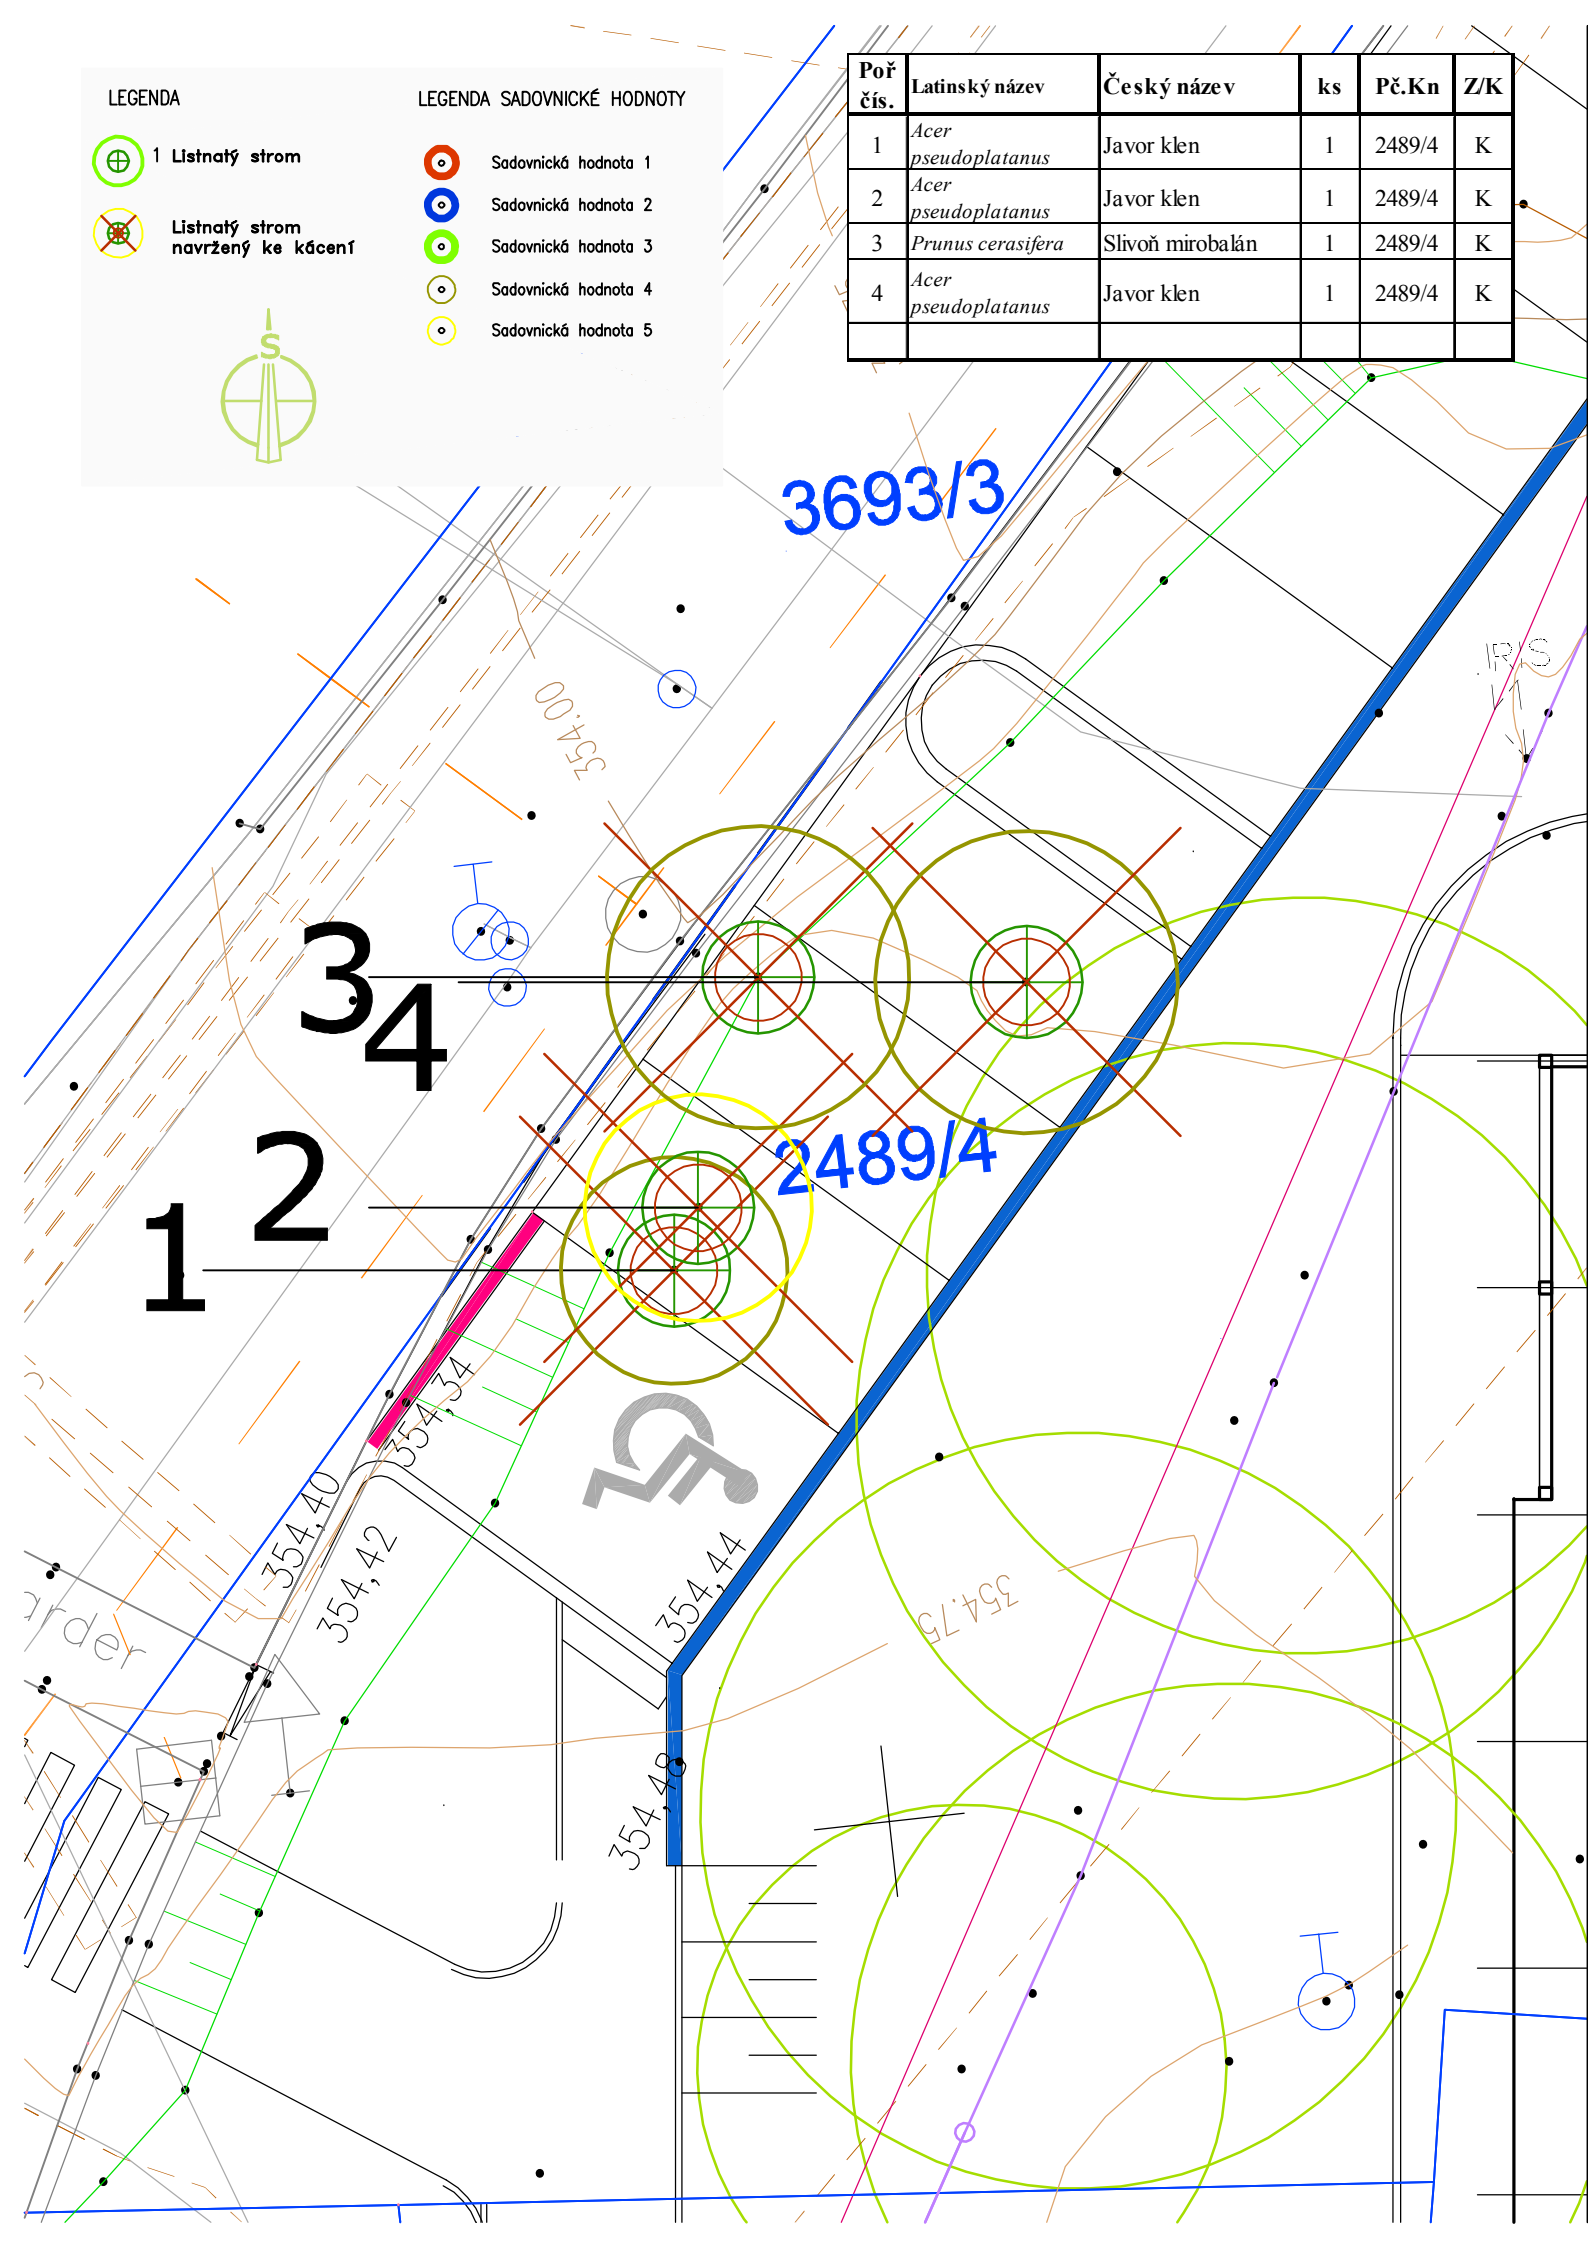 LEGENDA
1 Listnatý strom
Listnatý strom
navržený ke kácení
S
LEGENDA SADOVNICKÉ HODNOTY
Sadovnická hodnota 1
Sadovnická hodnota 2
Sadovnická hodnota 3
Sadovnická hodnota 4
Sadovnická hodnota 5
Poř čís. Latinský název Český název ks Pč.Kn Z/K
1 Acer pseudoplatanus Javor klen 1 2489/4 K
2 Acer pseudoplatanus Javor klen 1 2489/4 K
3 Prunus cerasifera Slivoň mirobalán 1 2489/4 K
4 Acer pseudoplatanus Javor klen 1 2489/4 K
3693/3
354.00
3
4
2
1
2489/4
354,34
354,40
354,42
354,44
354.75
354,48